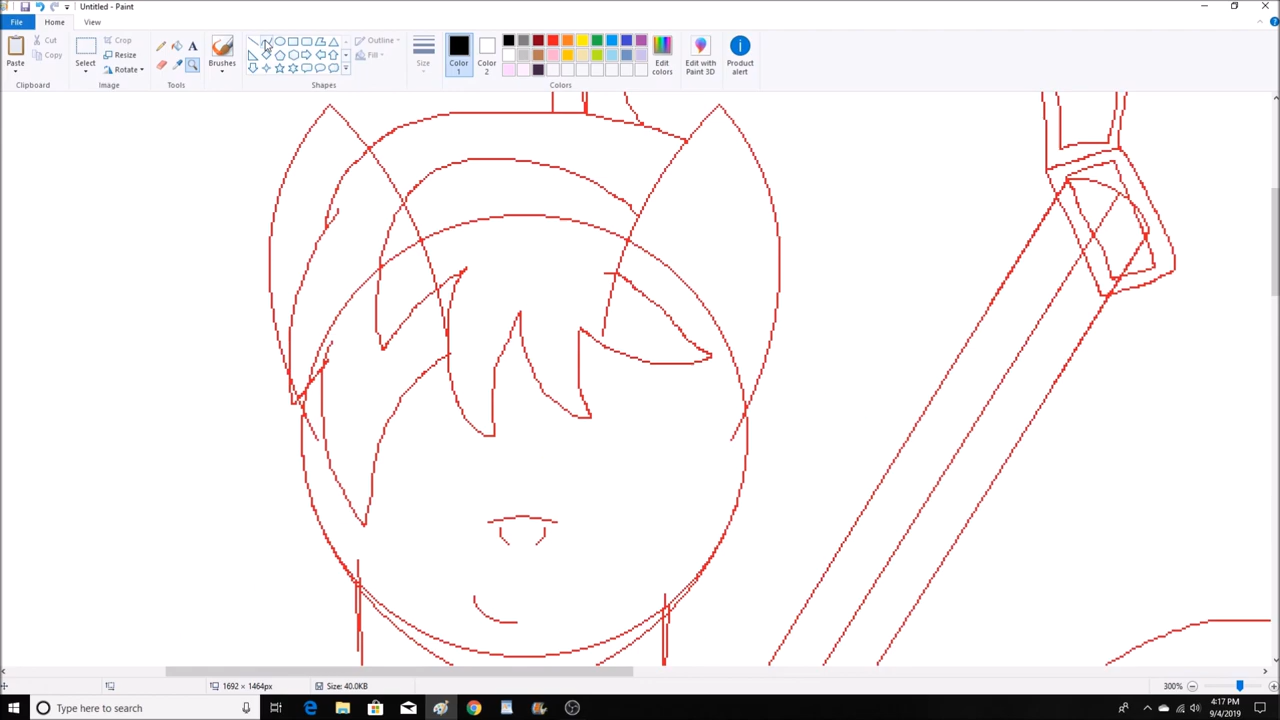 Untitled - Paint
File Home View
Paste
Cut
Copy
Clipboard
Select
Crop
Resize
Rotate
Image
A
Tools
Brushes
Outline
Fill
Shapes
Size
Color 1
Color 2
Edit colors
Colors
Edit with Paint 3D
Product alert
1692 × 1464px
Size: 40.0KB
300%
Type here to search
4:17 PM
9/4/2019